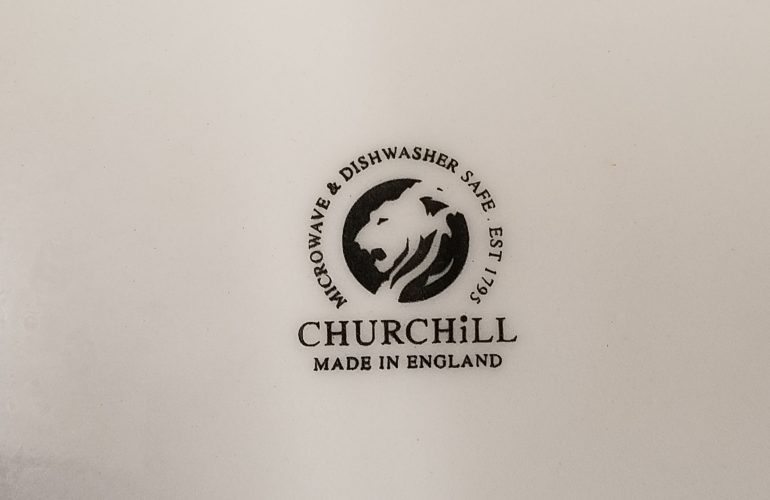 MICROWAVE & DISHWASHER SAFE . EST 1795
CHURCHiLL
MADE IN ENGLAND